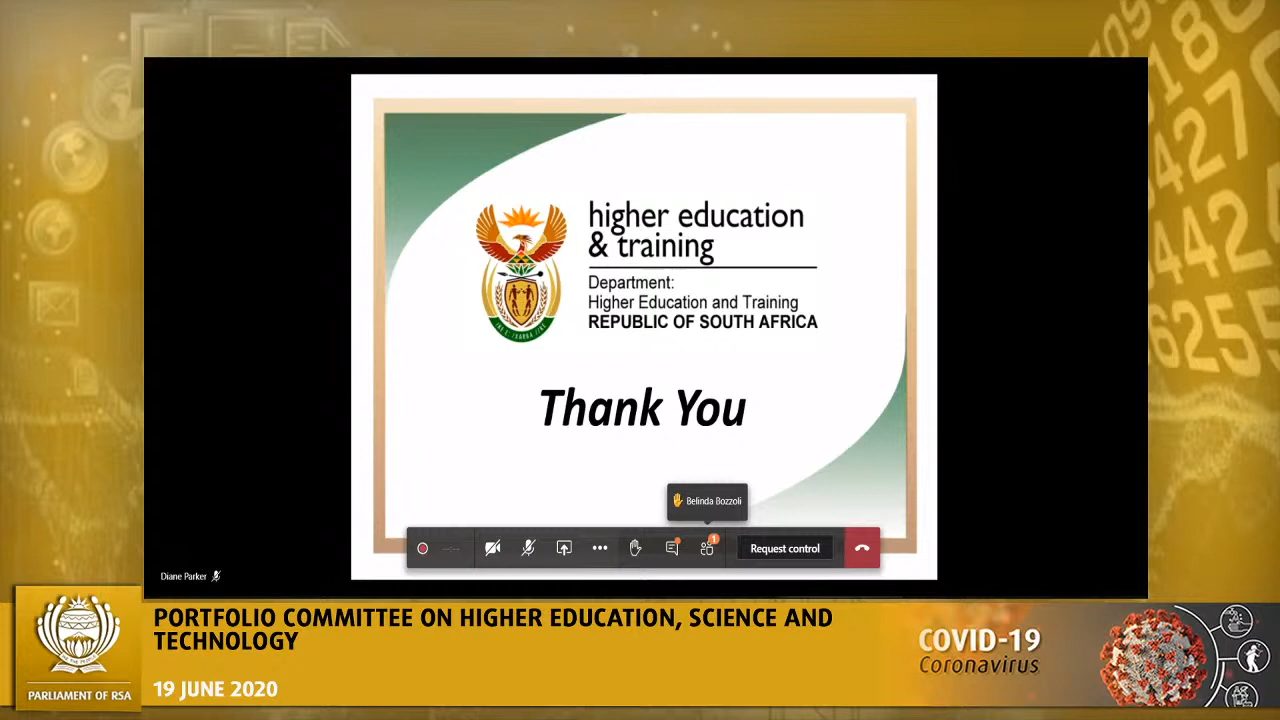 higher education
& training
Department:
Higher Education and Training
REPUBLIC OF SOUTH AFRICA
Thank You
Belinda Bozzoli
1
Request control
Diane Parker
PORTFOLIO COMMITTEE ON HIGHER EDUCATION, SCIENCE AND
TECHNOLOGY
19 JUNE 2020
PARLIAMENT OF RSA
COVID-19
Coronavirus